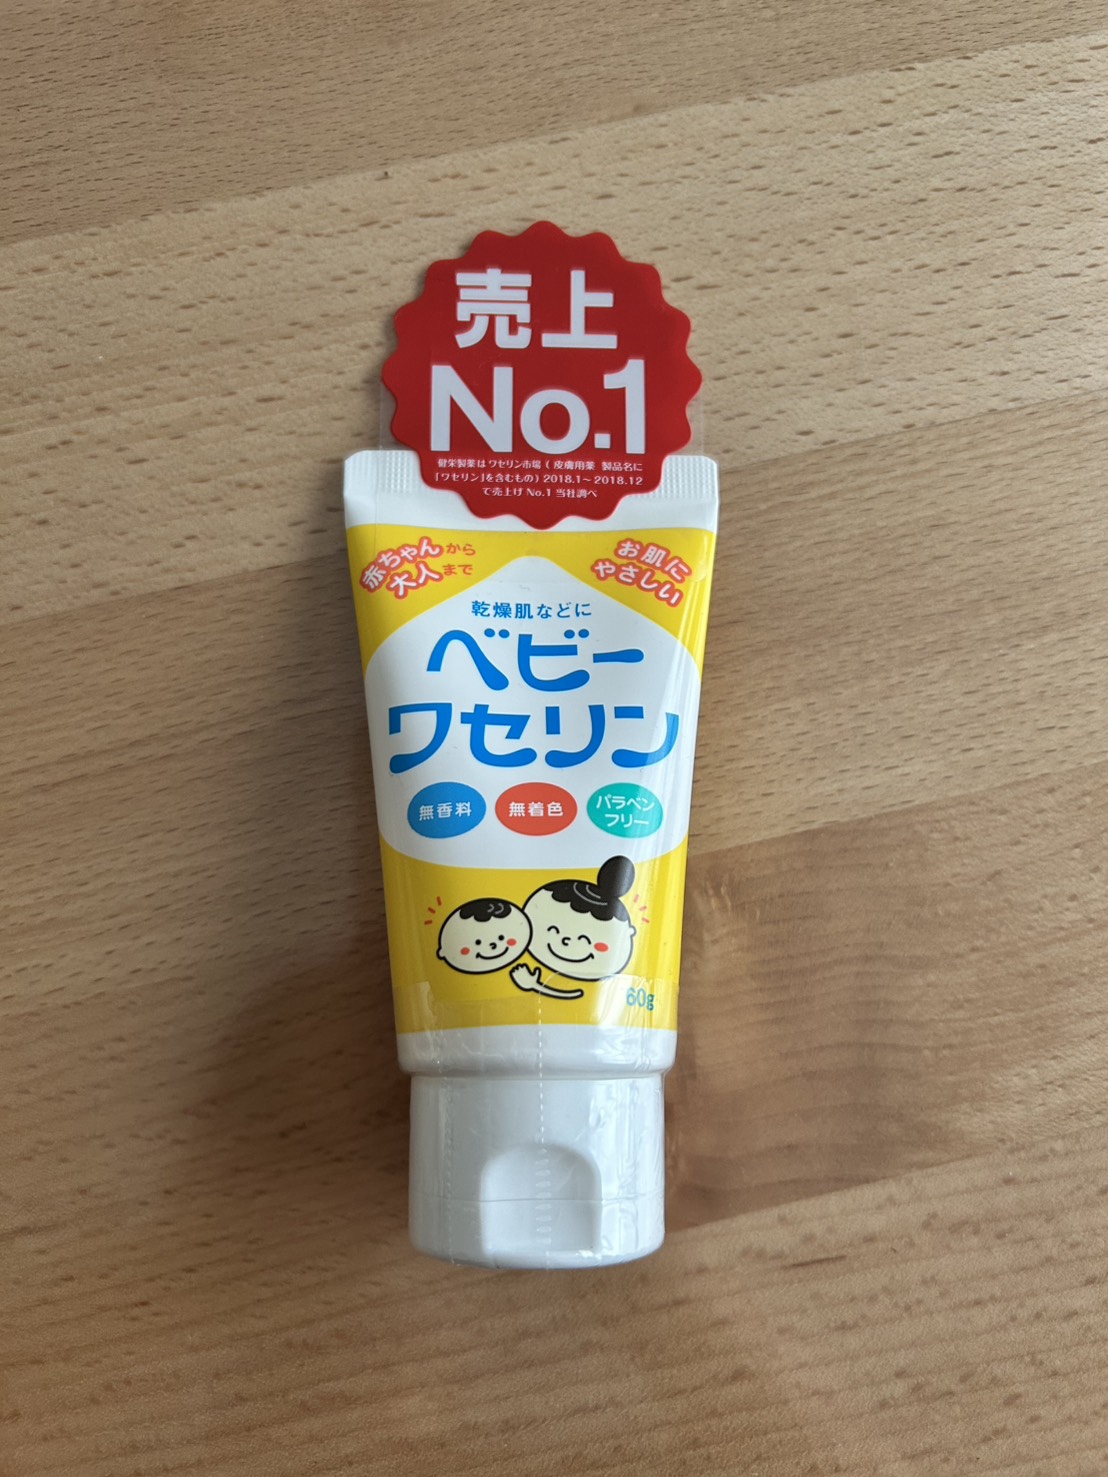 売上
No.1
健栄製薬は ワセリン市場 ( 皮膚用薬 製品名に
「ワセリン」を含むもの) 2018.1～2018.12
で売上げ No.1 当社調べ
赤ちゃんから
大人まで
お肌に
やさしい
乾燥肌などに
ベビー
ワセリン
無香料
無着色
パラベン
フリー
60g